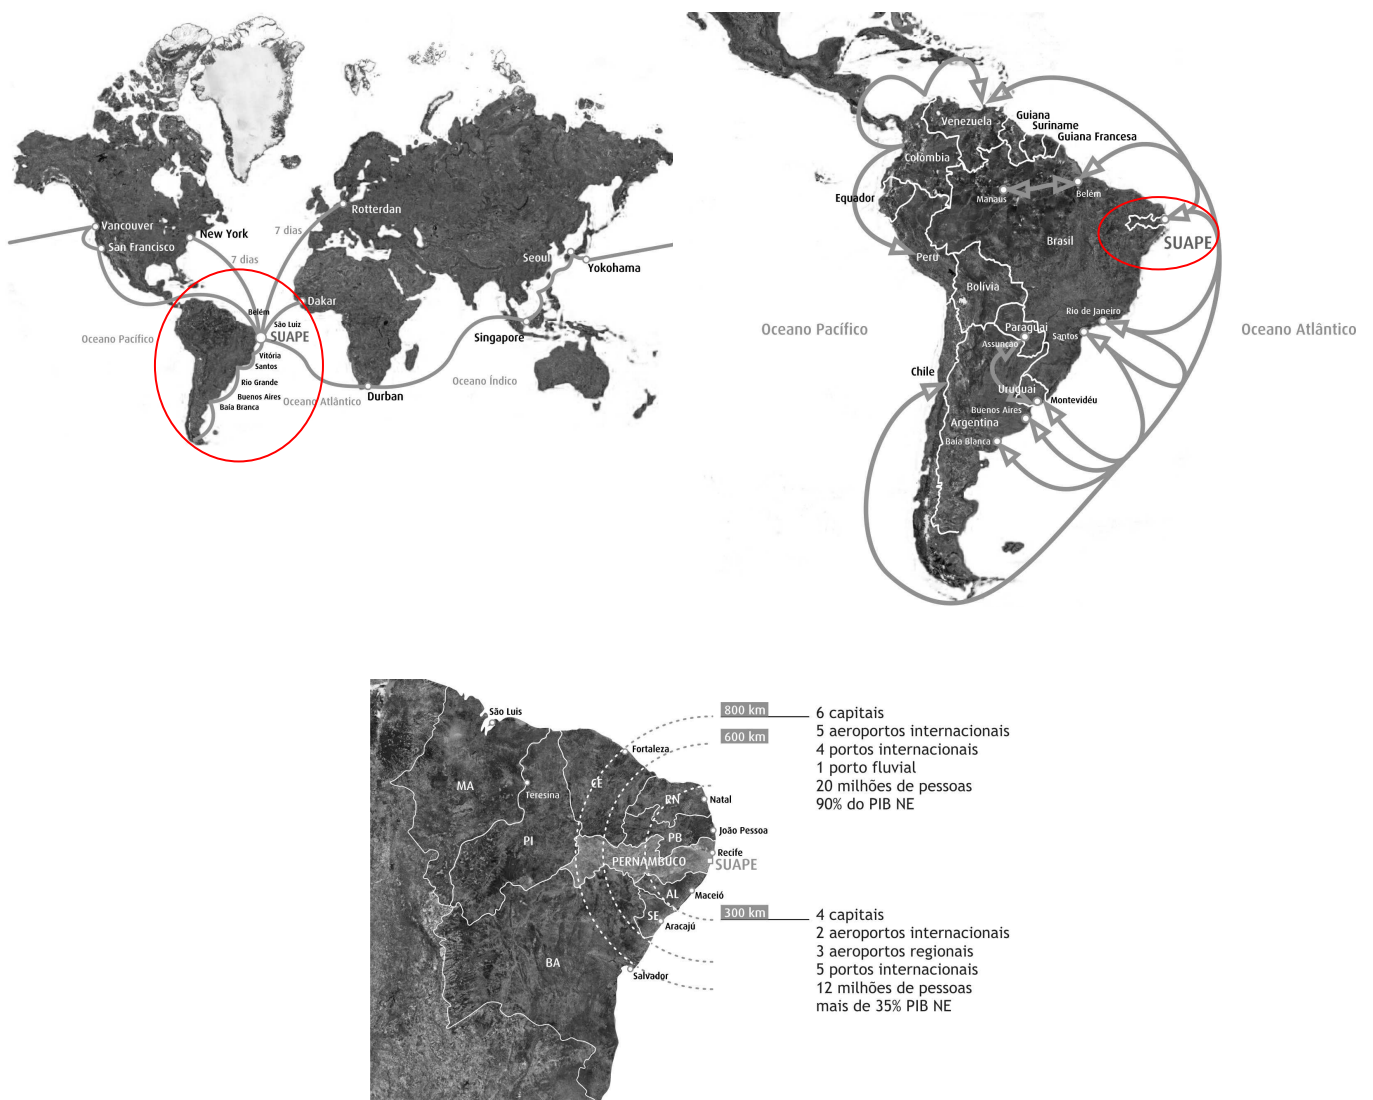 Vancouver
San Francisco
New York
7 dias
Rotterdan
7 dias
Seoul
Yokohama
Dakar
Belém
São Luiz
SUAPE
Oceano Pacífico
Vitória
Santos
Rio Grande
Buenos Aires
Baía Branca
Oceano Atlântico
Durban
Oceano Índico
Singapore
Venezuela
Guiana
Suriname
Guiana Francesa
Colômbia
Equador
Manaus
Belém
Brasil
SUAPE
Peru
Bolívia
Rio de Janeiro
Oceano Pacífico
Oceano Atlântico
Paraguai
Santos
Assunção
Chile
Uruguai
Montevidéu
Buenos Aires
Argentina
Baia Blanca
São Luis
Fortaleza
MA
Teresina
CE
RN
Natal
PI
PB
João Pessoa
Recife
PERNAMBUCO
SUAPE
AL
Maceió
SE
Aracajú
BA
Salvador
800 km
600 km
6 capitais
5 aeroportos internacionais
4 portos internacionais
1 porto fluvial
20 milhões de pessoas
90% do PIB NE
300 km
4 capitais
2 aeroportos internacionais
3 aeroportos regionais
5 portos internacionais
12 milhões de pessoas
mais de 35% PIB NE